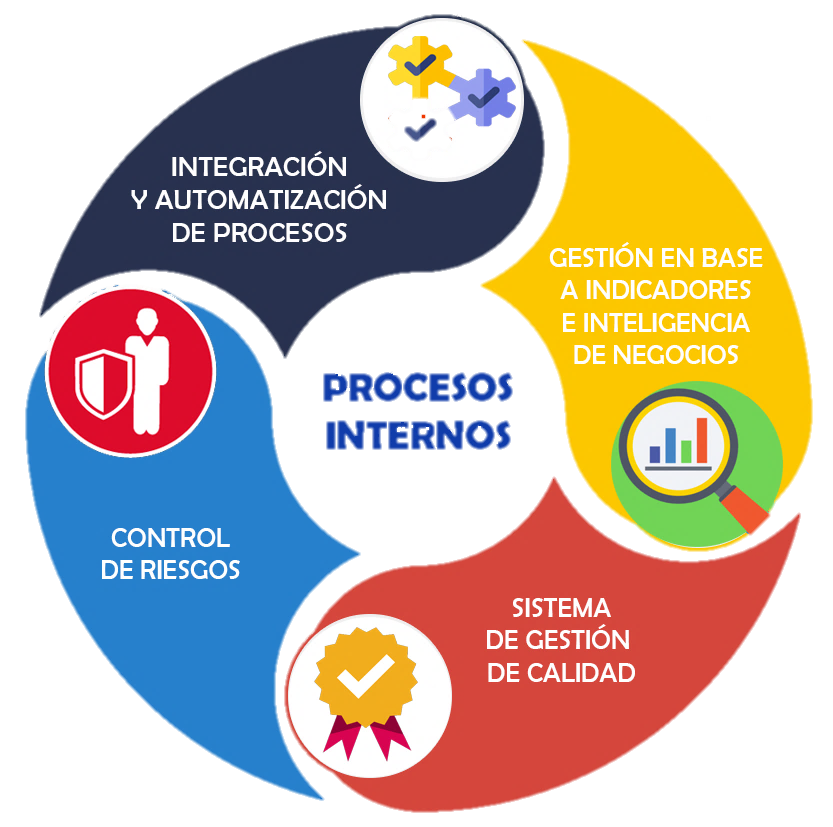 INTEGRACIÓN
Y AUTOMATIZACIÓN
DE PROCESOS
GESTIÓN EN BASE
A INDICADORES
E INTELIGENCIA
DE NEGOCIOS
PROCESOS
INTERNOS
CONTROL
DE RIESGOS
SISTEMA
DE GESTIÓN
DE CALIDAD